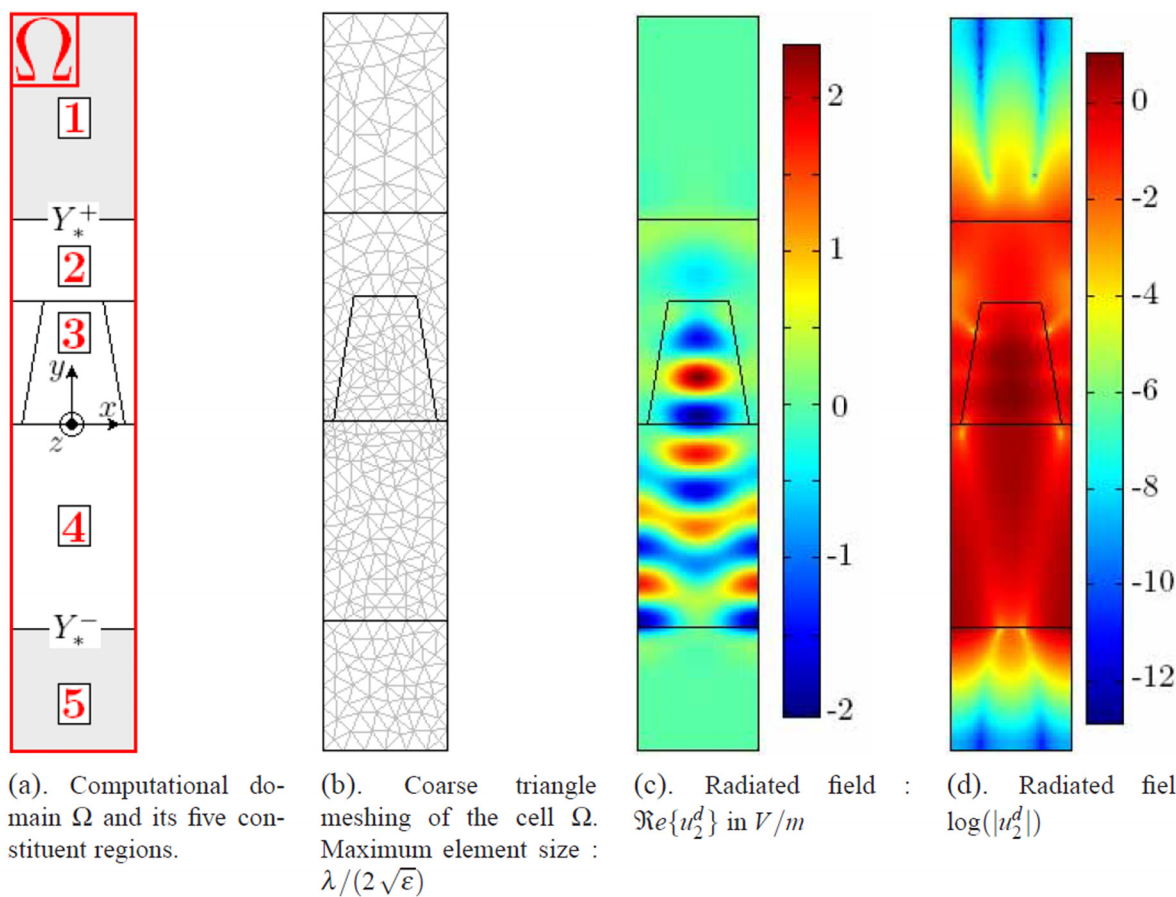 Ω
1
Y*+
2
3
y
x
z
4
Y*-
5
2
1
0
-1
-2
0
-2
-4
-6
-8
-10
-12
(a). Computational do-
main Ω and its five con-
stituent regions.
(b). Coarse triangle
meshing of the cell Ω.
Maximum element size :
λ/(2√ε)
(c). Radiated field :
ℜe{u₂ᵈ} in V/m
(d). Radiated fiel
log(|u₂ᵈ|)